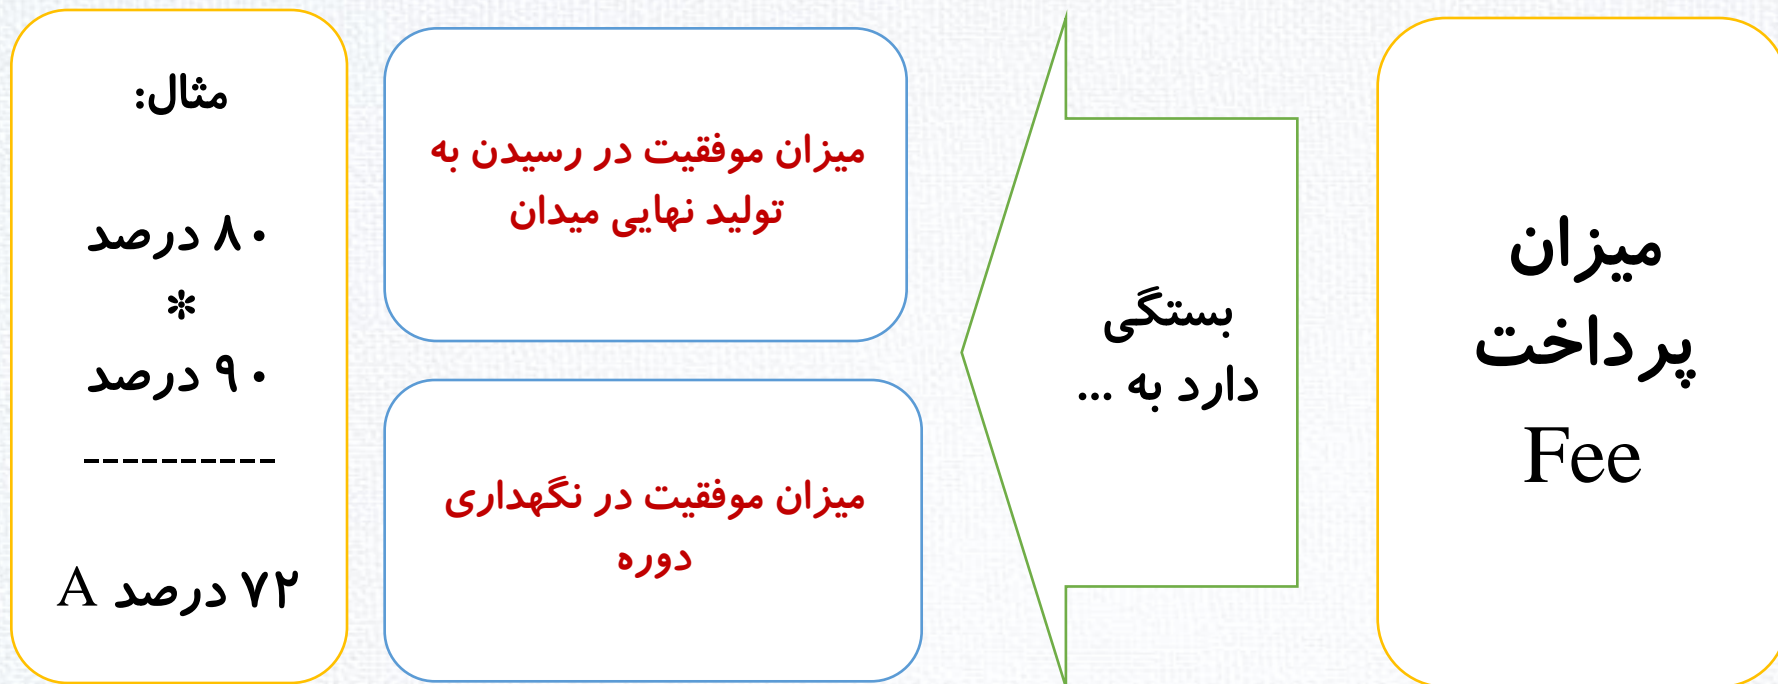 میزان
پرداخت
Fee
بستگی
دارد به ...
میزان موفقیت در رسیدن به
تولید نهایی میدان
میزان موفقیت در نگهداری
دوره
مثال:
۸۰ درصد
*
۹۰ درصد
----------
۷۲ درصد A